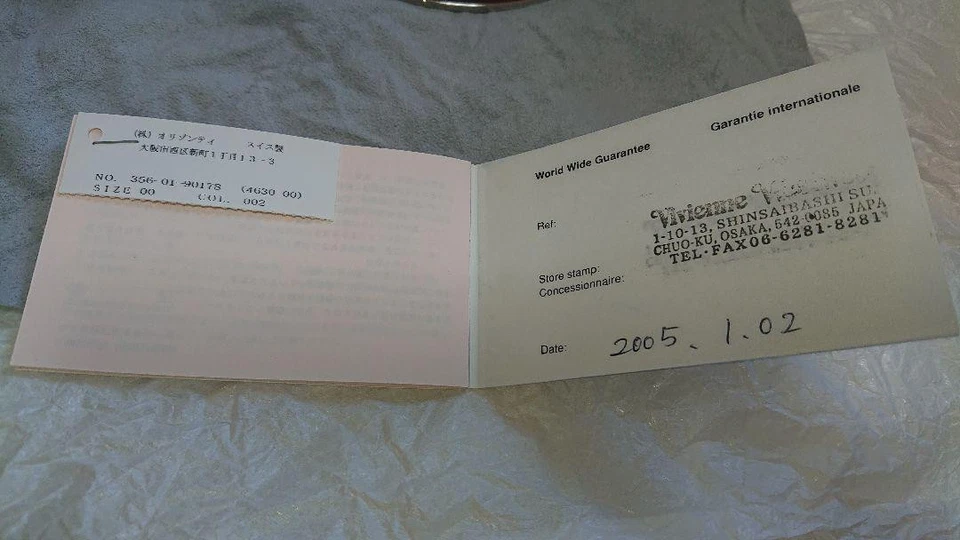 (株) オリゾンティ スイス製
大阪市西区新町1丁目13-3
NO. 356-01-90178 (4630 00)
SIZE 00 COL. 002
Garantie internationale
World Wide Guarantee
Ref:
Vivienne
1-10-13, SHINSAIBASHI SU.
CHUO-KU, OSAKA, 542-0085 JAPA
TEL·FAX06-6281-8281
Store stamp:
Concessionnaire:
Date: 2005、1.02